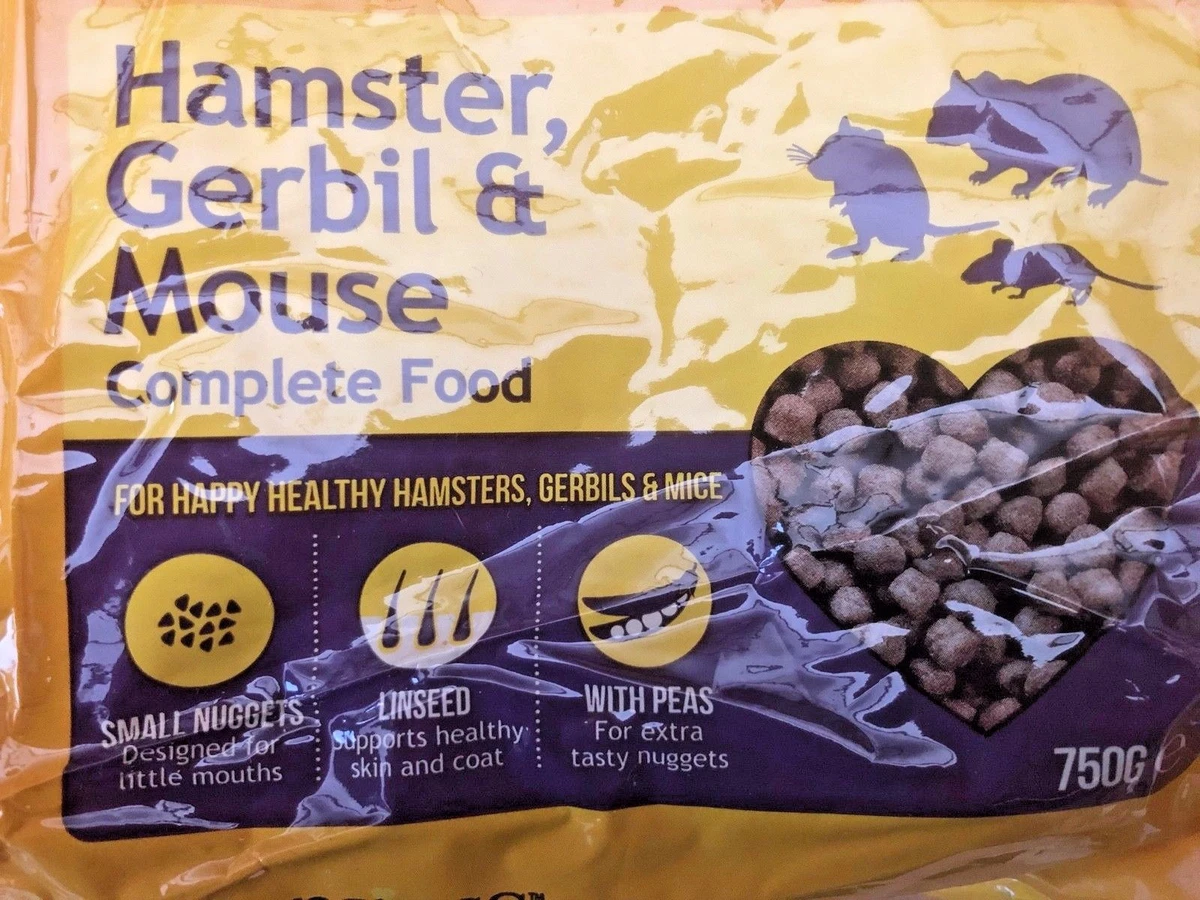 Hamster,
Gerbil &
Mouse
Complete Food
FOR HAPPY HEALTHY HAMSTERS, GERBILS & MICE
SMALL NUGGETS
Designed for
little mouths
LINSEED
Supports healthy
skin and coat
WITH PEAS
For extra
tasty nuggets
750G e